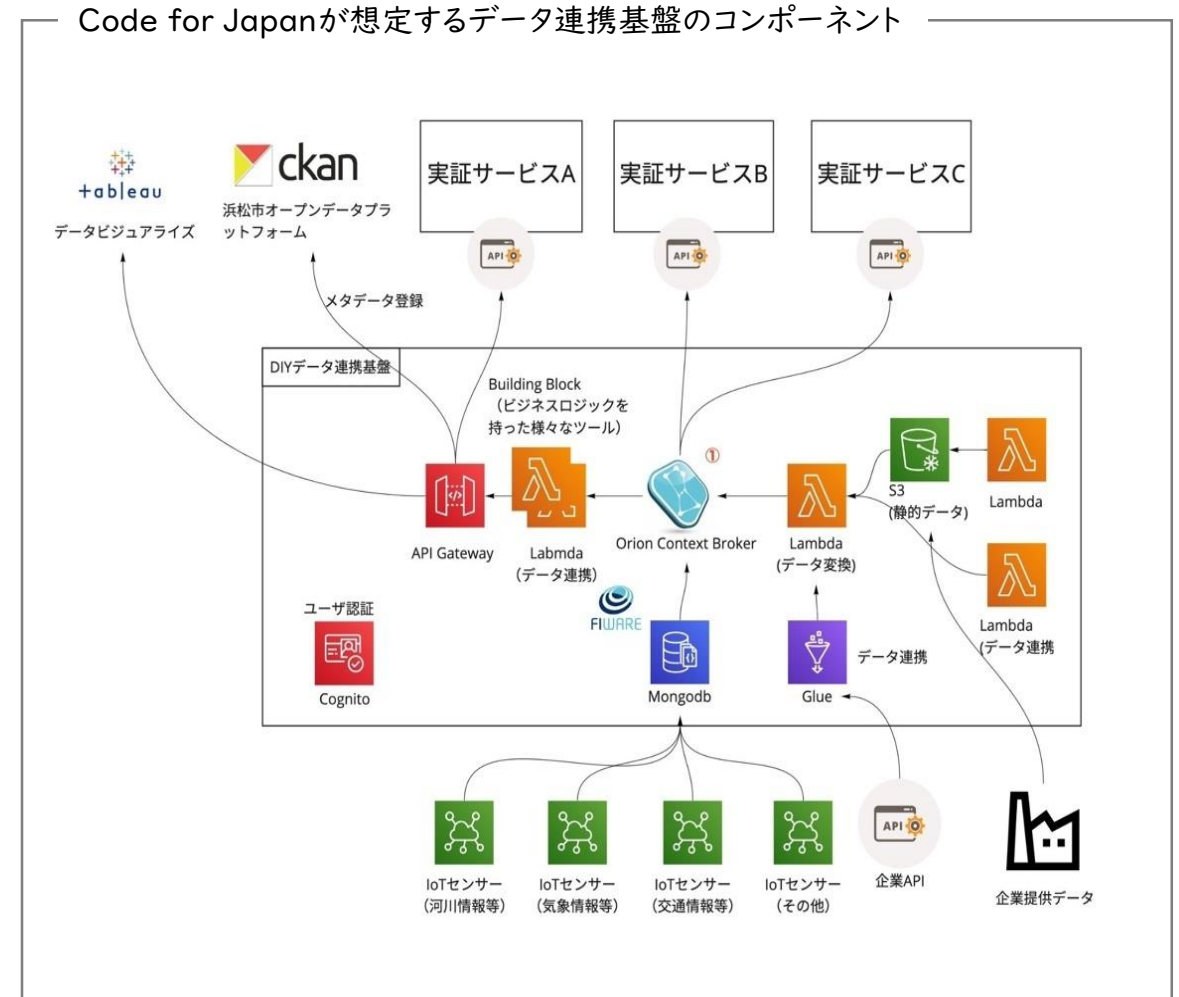 Code for Japanが想定するデータ連携基盤のコンポーネント
+ableau
データビジュアライズ
ckan
浜松市オープンデータプラ
ットフォーム
実証サービスA
実証サービスB
実証サービスC
API
API
API
メタデータ登録
DIYデータ連携基盤
Building Block
(ビジネスロジックを
持った様々なツール)
①
API Gateway
Labmda
(データ連携)
Orion Context Broker
Lambda
(データ変換)
S3
(静的データ)
Lambda
Lambda
(データ連携
FIWARE
ユーザ認証
Cognito
Mongodb
Glue
データ連携
IoTセンサー
(河川情報等)
IoTセンサー
(気象情報等)
IoTセンサー
(交通情報等)
IoTセンサー
(その他)
API
企業API
企業提供データ